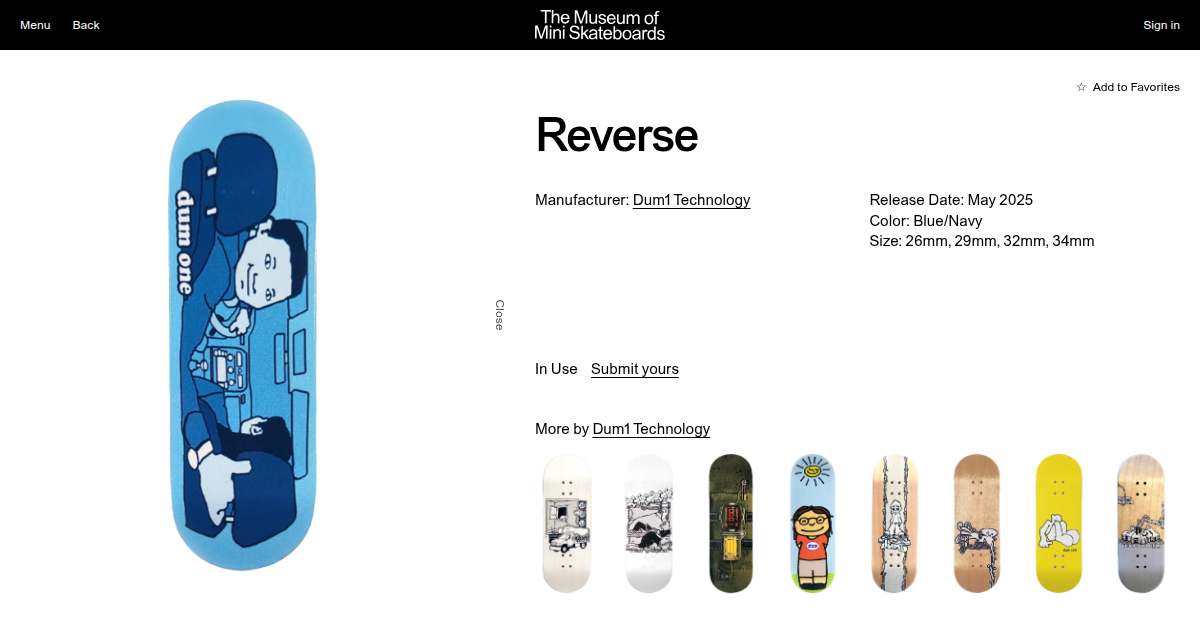 Menu
Back
The Museum of
Mini Skateboards
Sign in
☆ Add to Favorites
Reverse
Manufacturer: Dum1 Technology
Release Date: May 2025
Color: Blue/Navy
Size: 26mm, 29mm, 32mm, 34mm
dum one
Close
In Use
Submit yours
More by Dum1 Technology